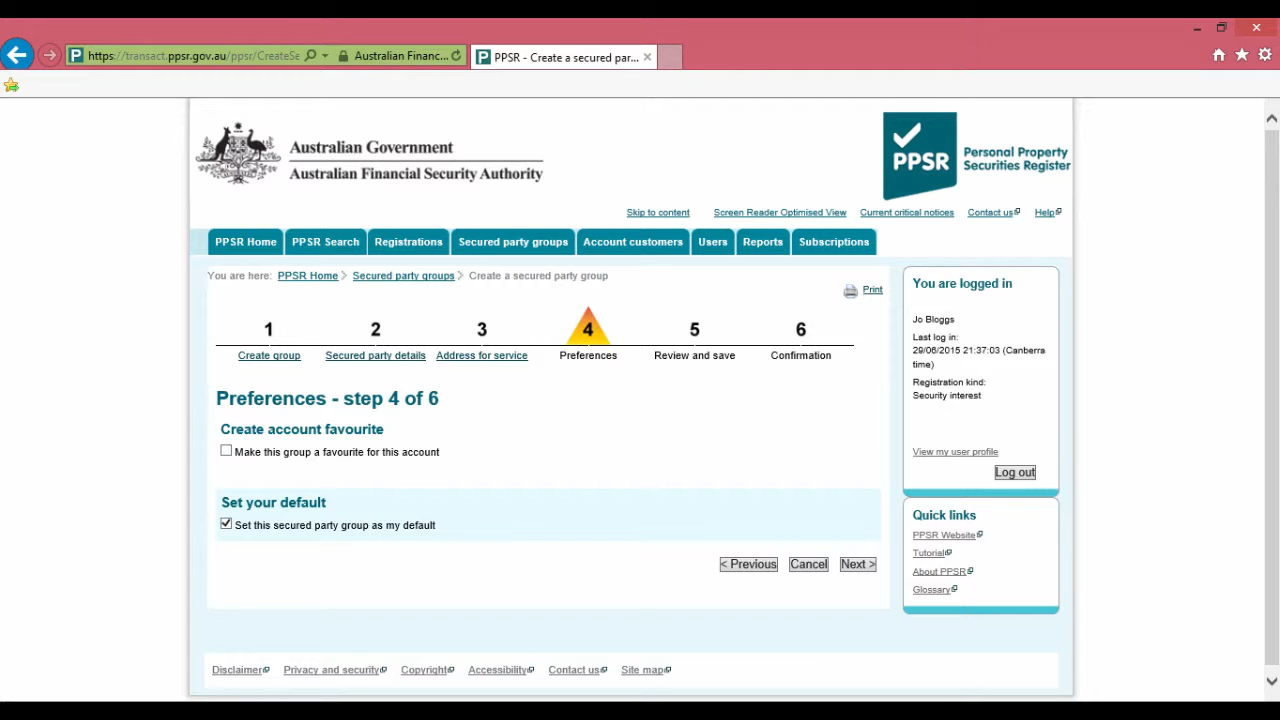 https://transact.ppsr.gov.au/ppsr/CreateSe
Australian Financ...
PPSR - Create a secured par...
Australian Government
Australian Financial Security Authority
PPSR
Personal Property
Securities Register
Skip to content
Screen Reader Optimised View
Current critical notices
Contact us
Help
PPSR Home
PPSR Search
Registrations
Secured party groups
Account customers
Users
Reports
Subscriptions
You are here: PPSR Home > Secured party groups > Create a secured party group
Print
1
2
3
4
5
6
Create group
Secured party details
Address for service
Preferences
Review and save
Confirmation
Preferences - step 4 of 6
Create account favourite
Make this group a favourite for this account
Set your default
Set this secured party group as my default
< Previous
Cancel
Next >
You are logged in
Jo Bloggs
Last log in:
29/06/2015 21:37:03 (Canberra
time)
Registration kind:
Security interest
View my user profile
Log out
Quick links
PPSR Website
Tutorial
About PPSR
Glossary
Disclaimer
Privacy and security
Copyright
Accessibility
Contact us
Site map